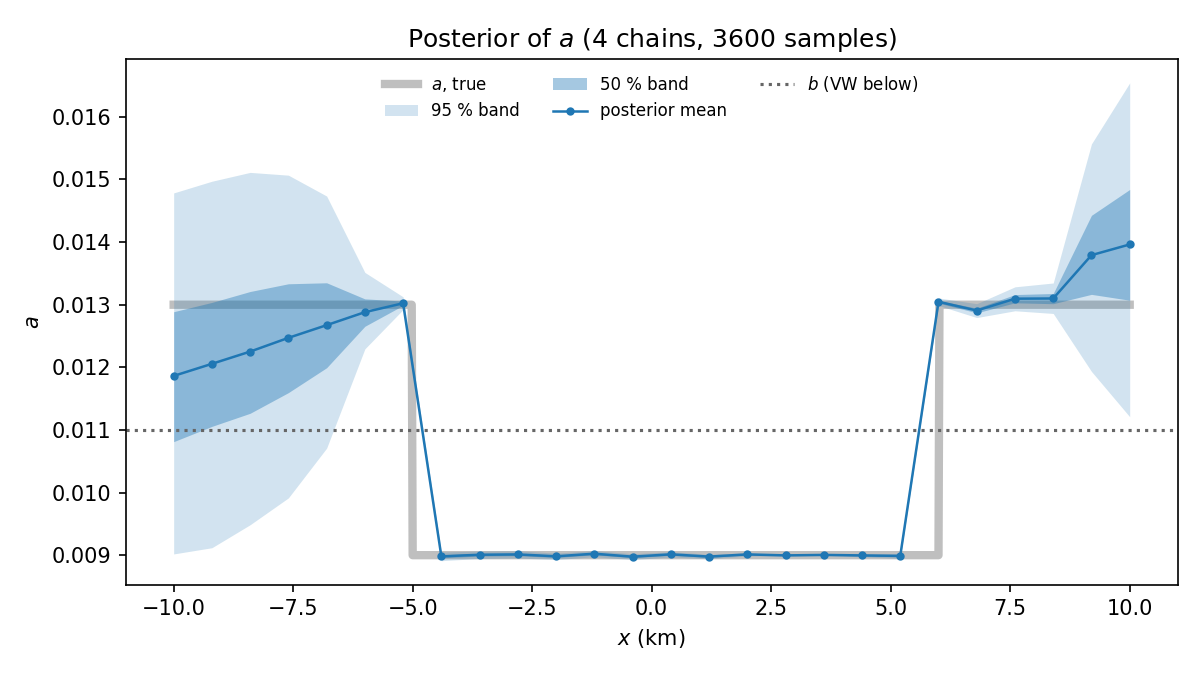 Posterior of a (4 chains, 3600 samples)
a, true
95 % band
50 % band
posterior mean
b (VW below)
0.016
0.015
0.014
0.013
0.012
0.011
0.010
0.009
a
−10.0 −7.5 −5.0 −2.5 0.0 2.5 5.0 7.5 10.0
x (km)